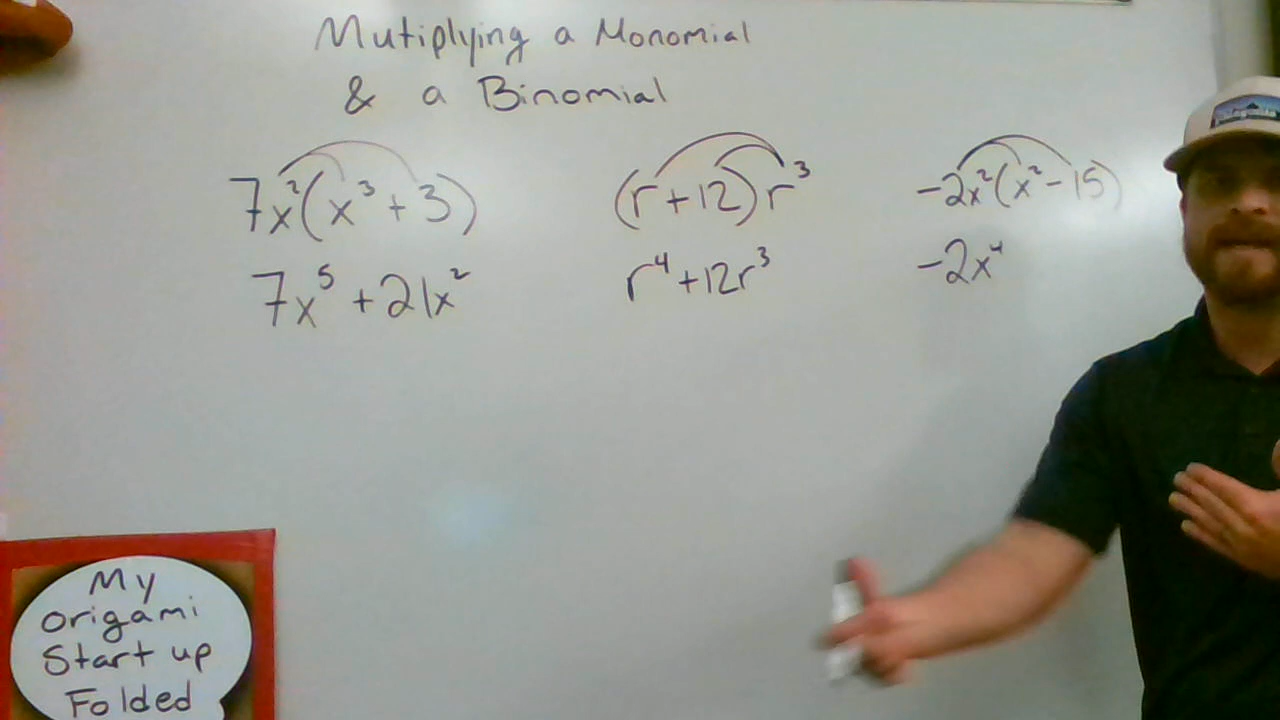 Mutiplying a Monomial
& a Binomial
7x²(x³+3)
7x⁵+21x²
(r+12)r³
r⁴+12r³
-2x²(x²-15)
-2x⁴
My
origami
Start up
Folded